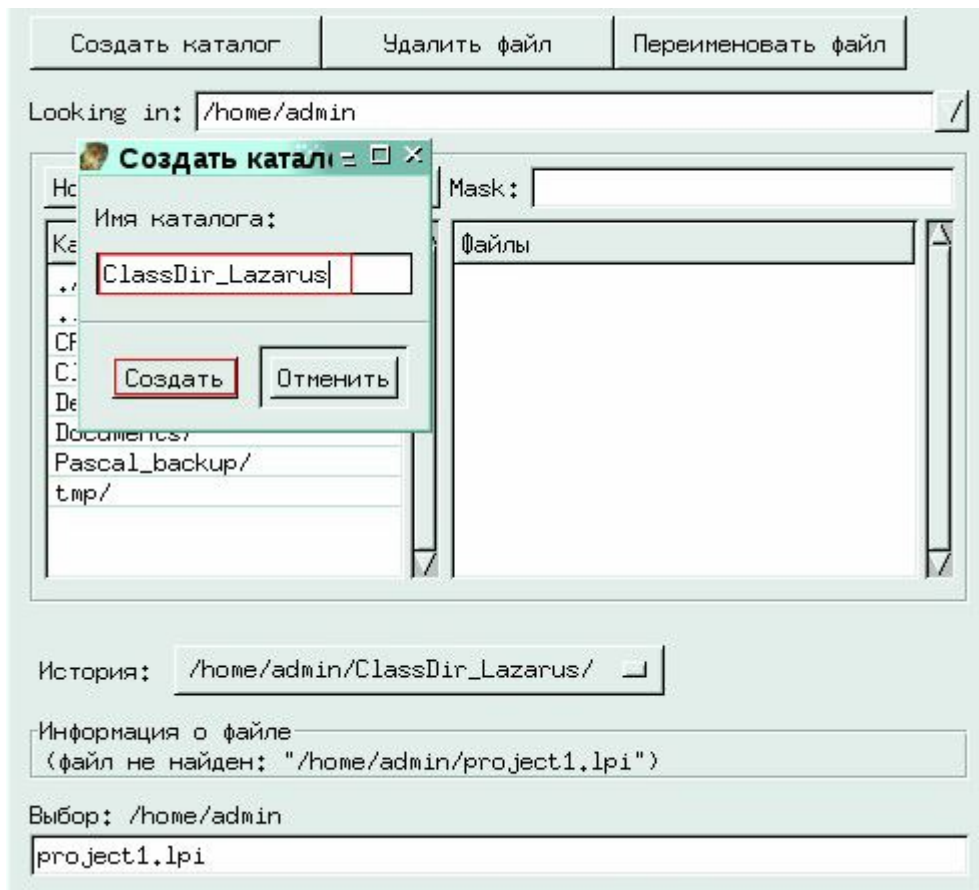 Создать каталог Удалить файл Переименовать файл
Looking in: /home/admin /
Создать катал
Mask:
Имя каталога:
Файлы
ClassDir_Lazarus
Создать Отменить
Pascal_backup/
tmp/
История: /home/admin/ClassDir_Lazarus/
Информация о файле
(файл не найден: "/home/admin/project1.lpi")
Выбор: /home/admin
project1.lpi